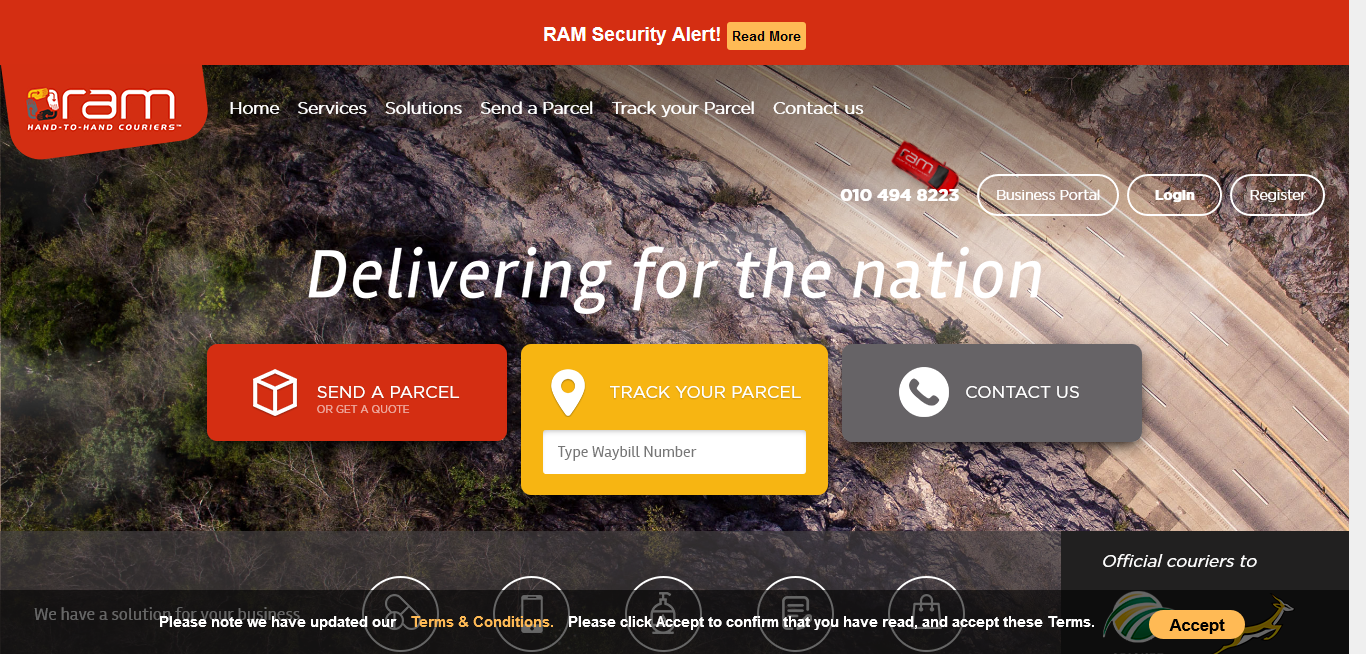 RAM Security Alert! Read More
ram
HAND-TO-HAND COURIERS™
Home Services Solutions Send a Parcel Track your Parcel Contact us
ram
010 494 8223 Business Portal Login Register
Delivering for the nation
SEND A PARCEL
OR GET A QUOTE
TRACK YOUR PARCEL
Type Waybill Number
CONTACT US
Official couriers to
We have a solution for your business
Please note we have updated our Terms & Conditions. Please click Accept to confirm that you have read, and accept these Terms. Accept